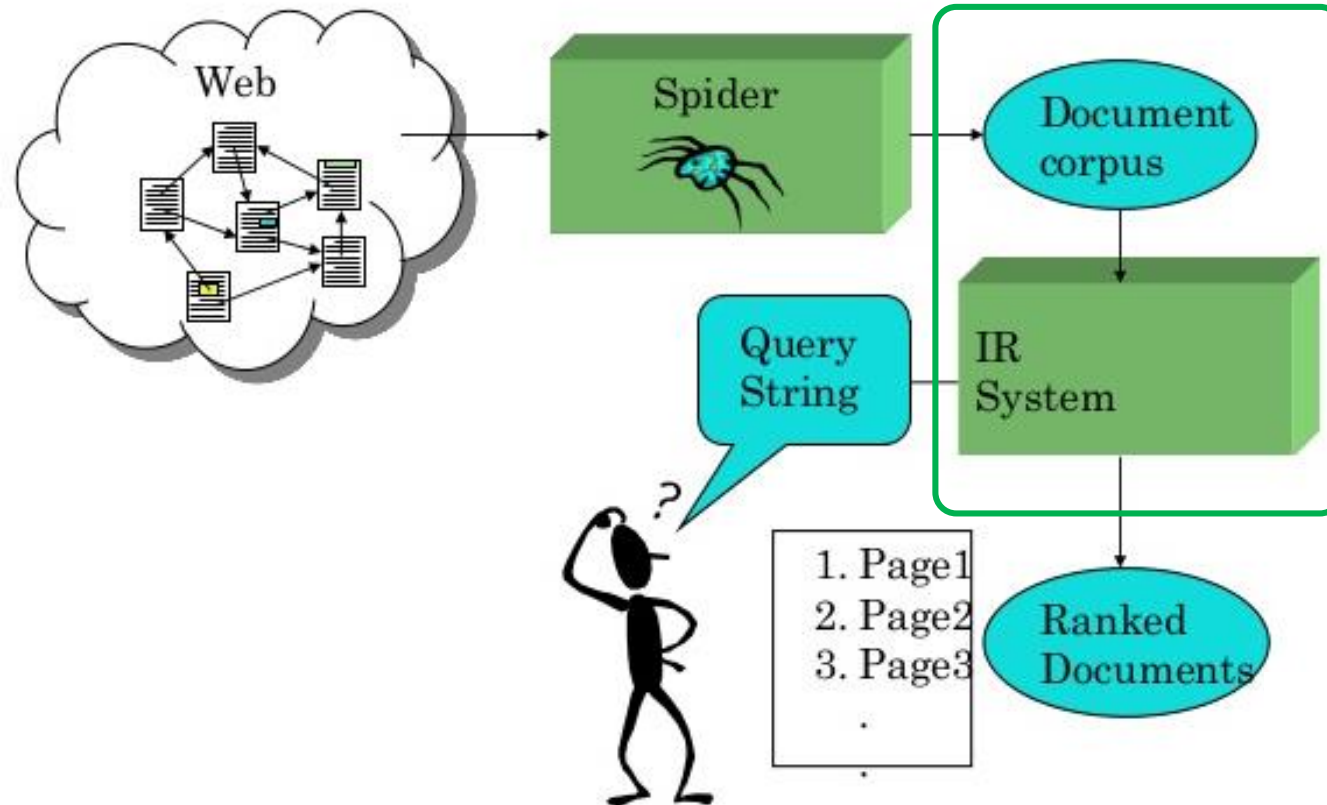 Web
Spider
Document
corpus
Query
String
IR
System
?
1. Page1
2. Page2
3. Page3
.
.
Ranked
Documents